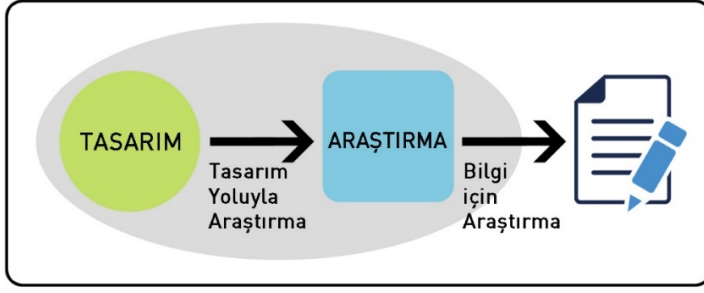 TASARIM
Tasarım
Yoluyla
Araştırma
ARAŞTIRMA
Bilgi
için
Araştırma